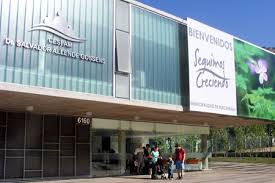 CESFAM
Dr. SALVADOR ALLENDE GOSSENS
6160
BIENVENIDOS
Seguimos
Creciendo